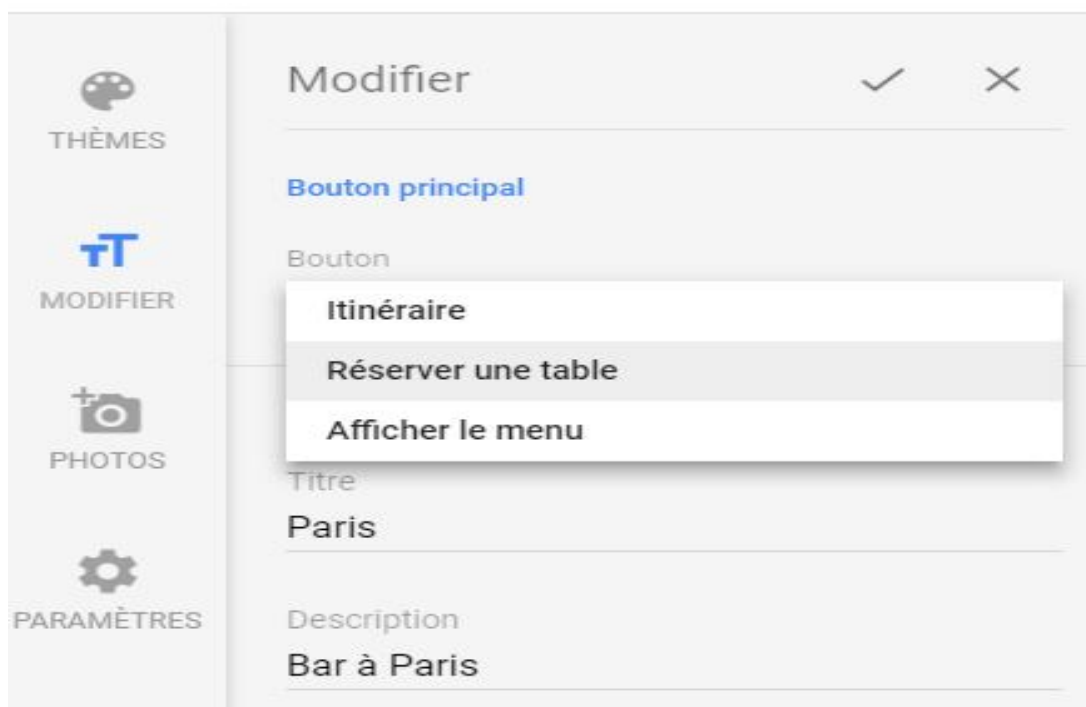 THÈMES
MODIFIER
PHOTOS
PARAMÈTRES
Modifier
Bouton principal
Bouton
Itinéraire
Réserver une table
Afficher le menu
Titre
Paris
Description
Bar à Paris